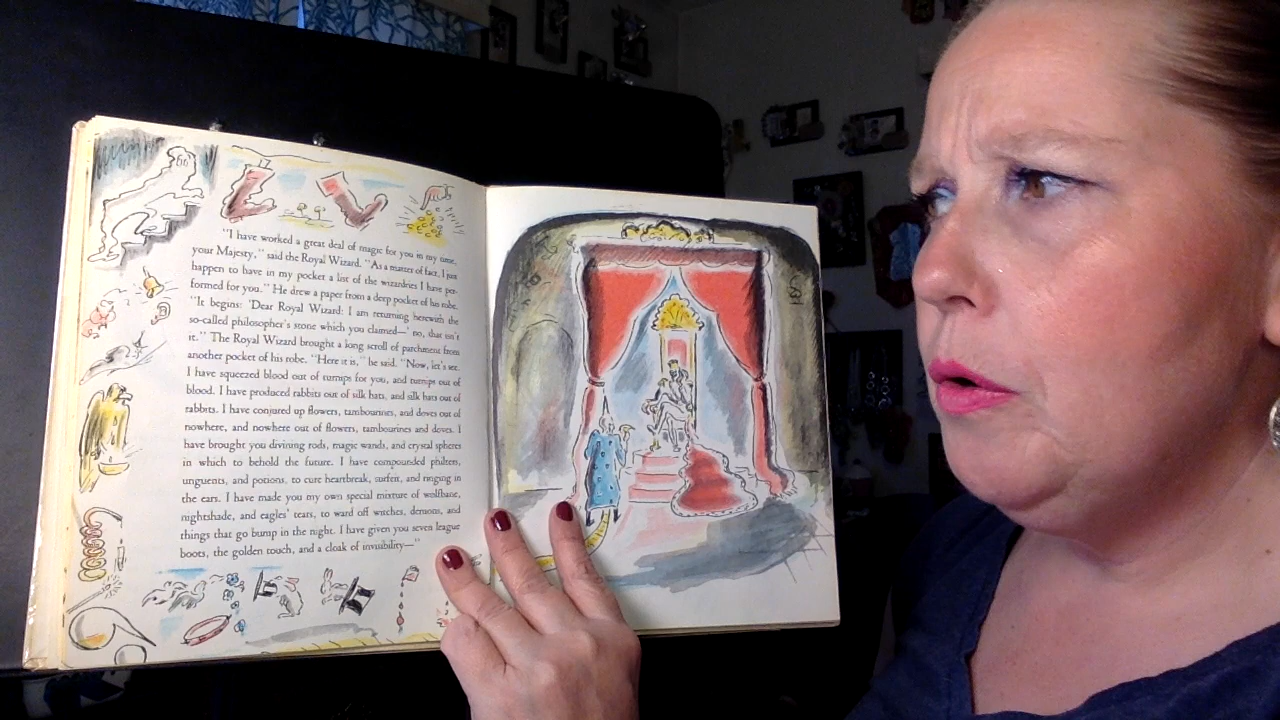 "I have worked a great deal of magic for you in my time,
your Majesty," said the Royal Wizard. "As a matter of fact, I just
happen to have in my pocket a list of the wizardries I have per-
formed for you." He drew a paper from a deep pocket of his robe.
"It begins: 'Dear Royal Wizard: I am returning herewith the
so-called philosopher's stone which you claimed—' no, that isn't
it." The Royal Wizard brought a long scroll of parchment from
another pocket of his robe. "Here it is," he said. "Now, let's see.
I have squeezed blood out of turnips for you, and turnips out of
blood. I have produced rabbits out of silk hats, and silk hats out of
rabbits. I have conjured up flowers, tambourines, and doves out of
nowhere, and nowhere out of flowers, tambourines and doves. I
have brought you divining rods, magic wands, and crystal spheres
in which to behold the future. I have compounded philters,
unguents, and potions, to cure heartbreak, surfeit, and ringing in
the ears. I have made you my own special mixture of wolfbane,
nightshade, and eagles' tears, to ward off witches, demons, and
things that go bump in the night. I have given you seven league
boots, the golden touch, and a cloak of invisibility—"